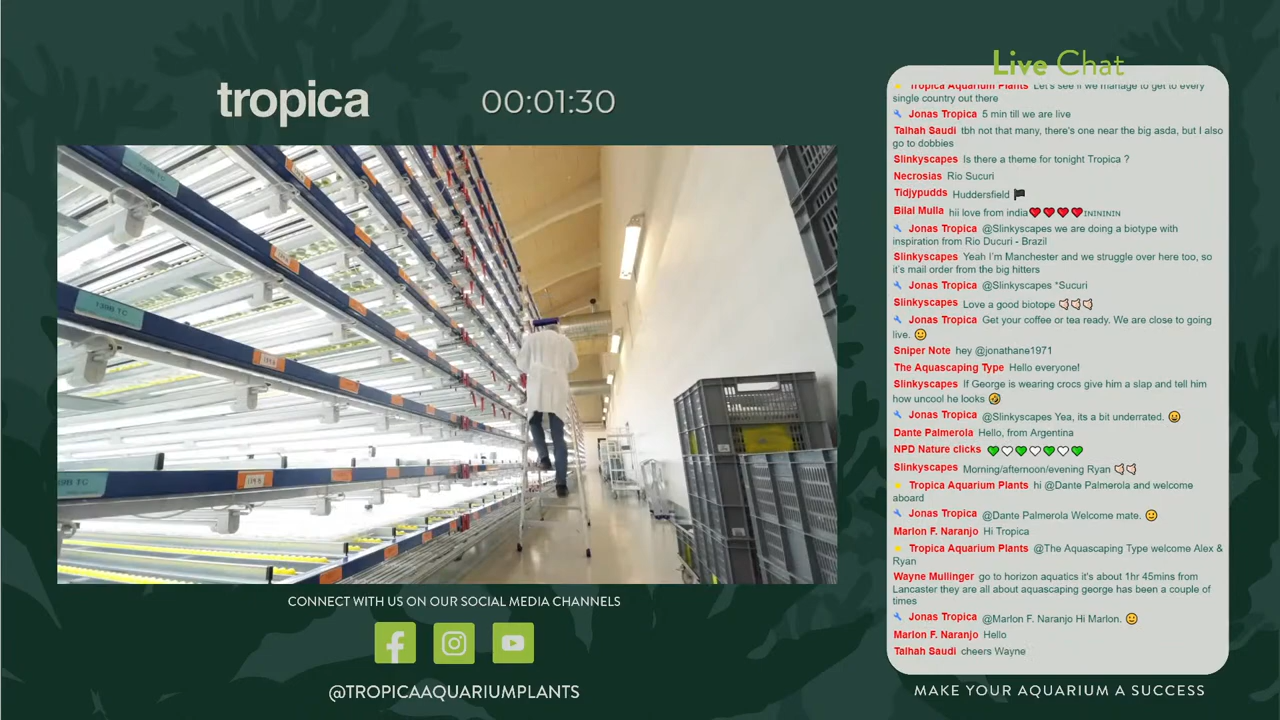 tropica
00:01:30
139B TC
1393
1399
CONNECT WITH US ON OUR SOCIAL MEDIA CHANNELS
@TROPICAAQUARIUMPLANTS
Live Chat
Tropica Aquarium Plants Let's see if we manage to get to every
single country out there
Jonas Tropica 5 min till we are live
Talhah Saudi tbh not that many, there's one near the big asda, but I also
go to dobbies
Slinkyscapes Is there a theme for tonight Tropica ?
Necrosias Rio Sucuri
Tidjypudds Huddersfield 🏴
Bilal Mulla hii love from india❤❤❤❤ININININ
Jonas Tropica @Slinkyscapes we are doing a biotype with
inspiration from Rio Ducuri - Brazil
Slinkyscapes Yeah I'm Manchester and we struggle over here too, so
it's mail order from the big hitters
Jonas Tropica @Slinkyscapes *Sucuri
Slinkyscapes Love a good biotope
Jonas Tropica Get your coffee or tea ready. We are close to going
live. 🙂
Sniper Note hey @jonathane1971
The Aquascaping Type Hello everyone!
Slinkyscapes If George is wearing crocs give him a slap and tell him
how uncool he looks 🤣
Jonas Tropica @Slinkyscapes Yea, its a bit underrated. 😉
Dante Palmerola Hello, from Argentina
NPD Nature clicks 💚🤍💚🤍💚🤍💚
Slinkyscapes Morning/afternoon/evening Ryan
Tropica Aquarium Plants hi @Dante Palmerola and welcome
aboard
Jonas Tropica @Dante Palmerola Welcome mate. 🙂
Marlon F. Naranjo Hi Tropica
Tropica Aquarium Plants @The Aquascaping Type welcome Alex &
Ryan
Wayne Mullinger go to horizon aquatics it's about 1hr 45mins from
Lancaster they are all about aquascaping george has been a couple of
times
Jonas Tropica @Marlon F. Naranjo Hi Marlon. 🙂
Marlon F. Naranjo Hello
Talhah Saudi cheers Wayne
MAKE YOUR AQUARIUM A SUCCESS